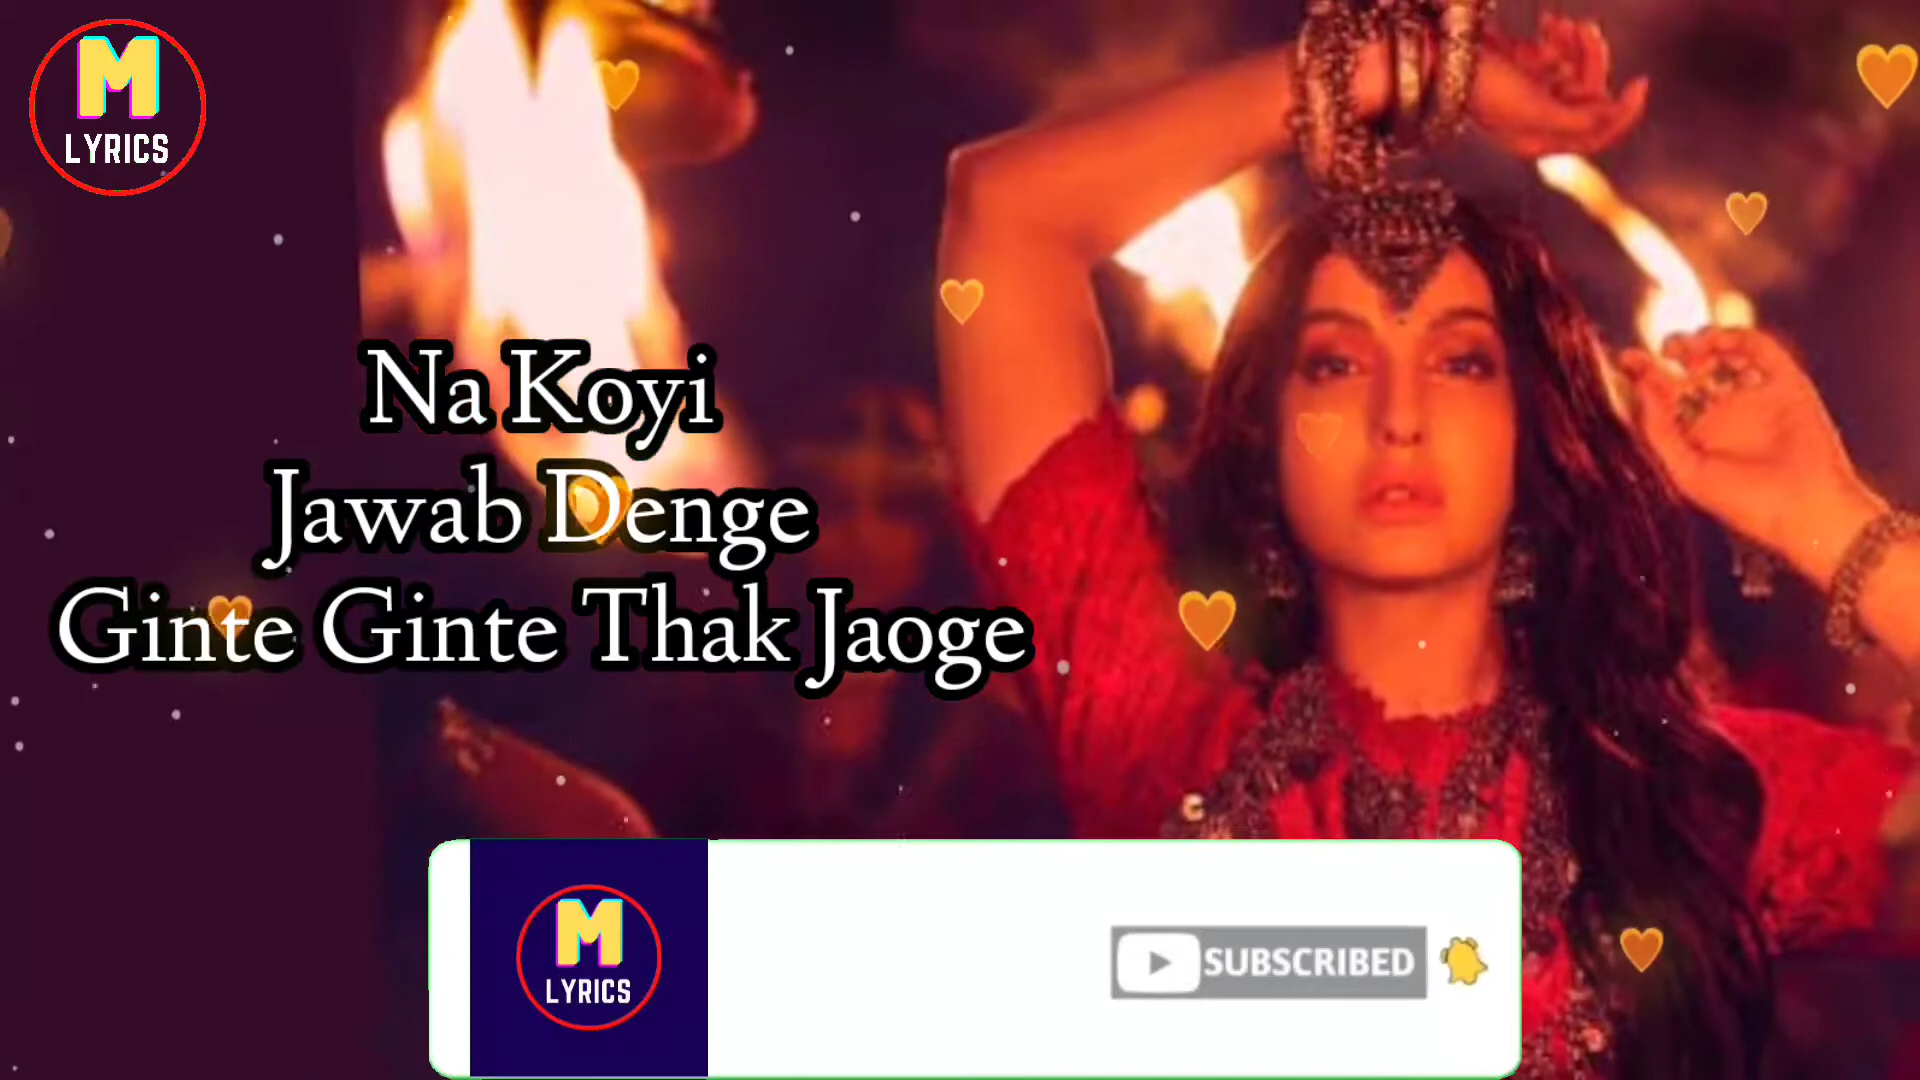 M
LYRICS
Na Koyi
Jawab Denge
Ginte Ginte Thak Jaoge
M
LYRICS
SUBSCRIBED